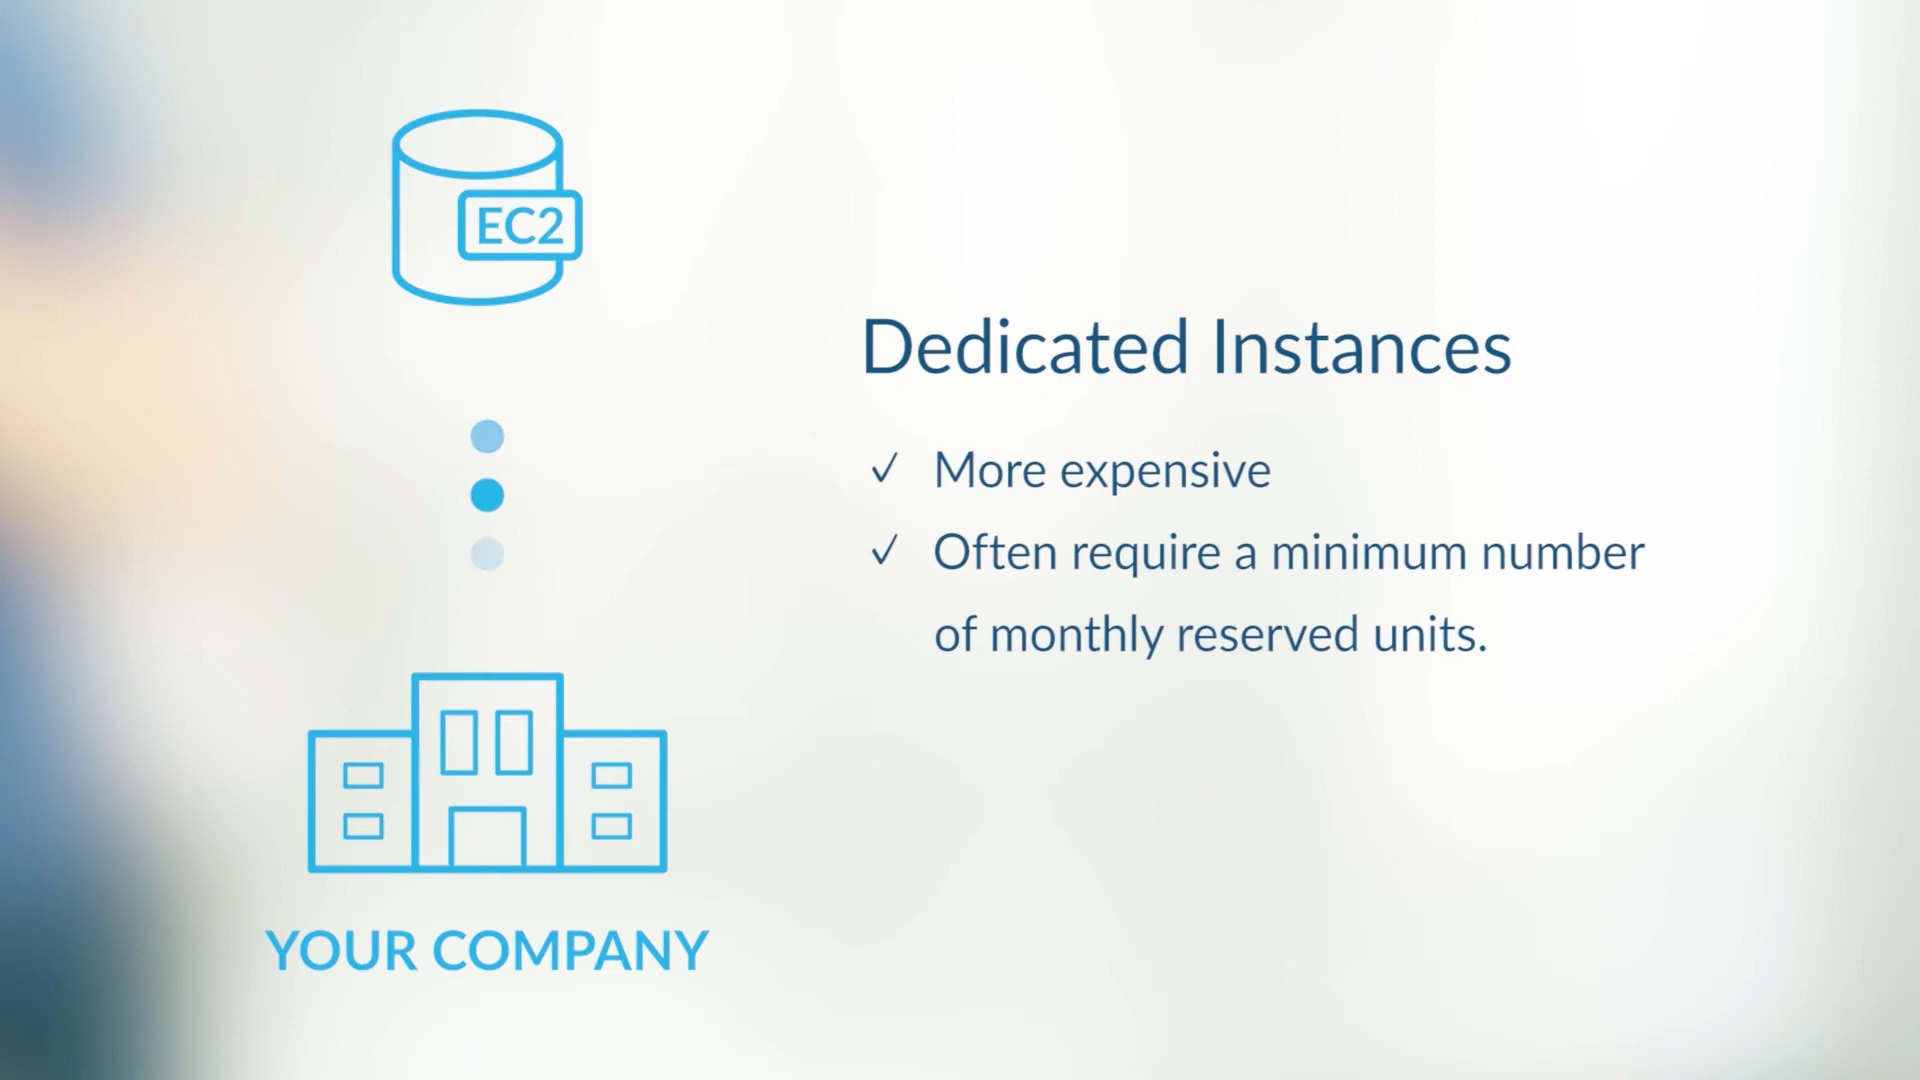 EC2
Dedicated Instances
✓ More expensive
✓ Often require a minimum number
of monthly reserved units.
YOUR COMPANY